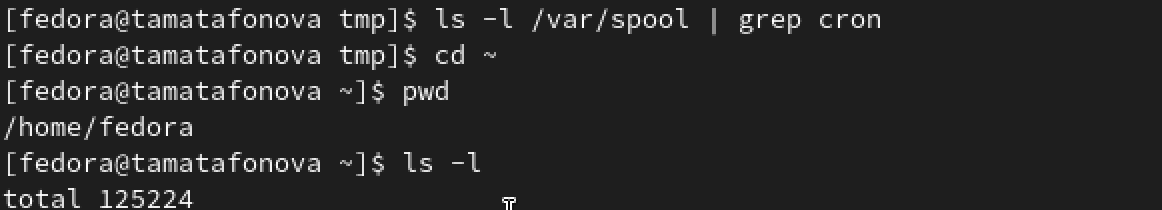 [fedora@tamatafonova tmp]$ ls -l /var/spool | grep cron
[fedora@tamatafonova tmp]$ cd ~
[fedora@tamatafonova ~]$ pwd
/home/fedora
[fedora@tamatafonova ~]$ ls -l
total 125224